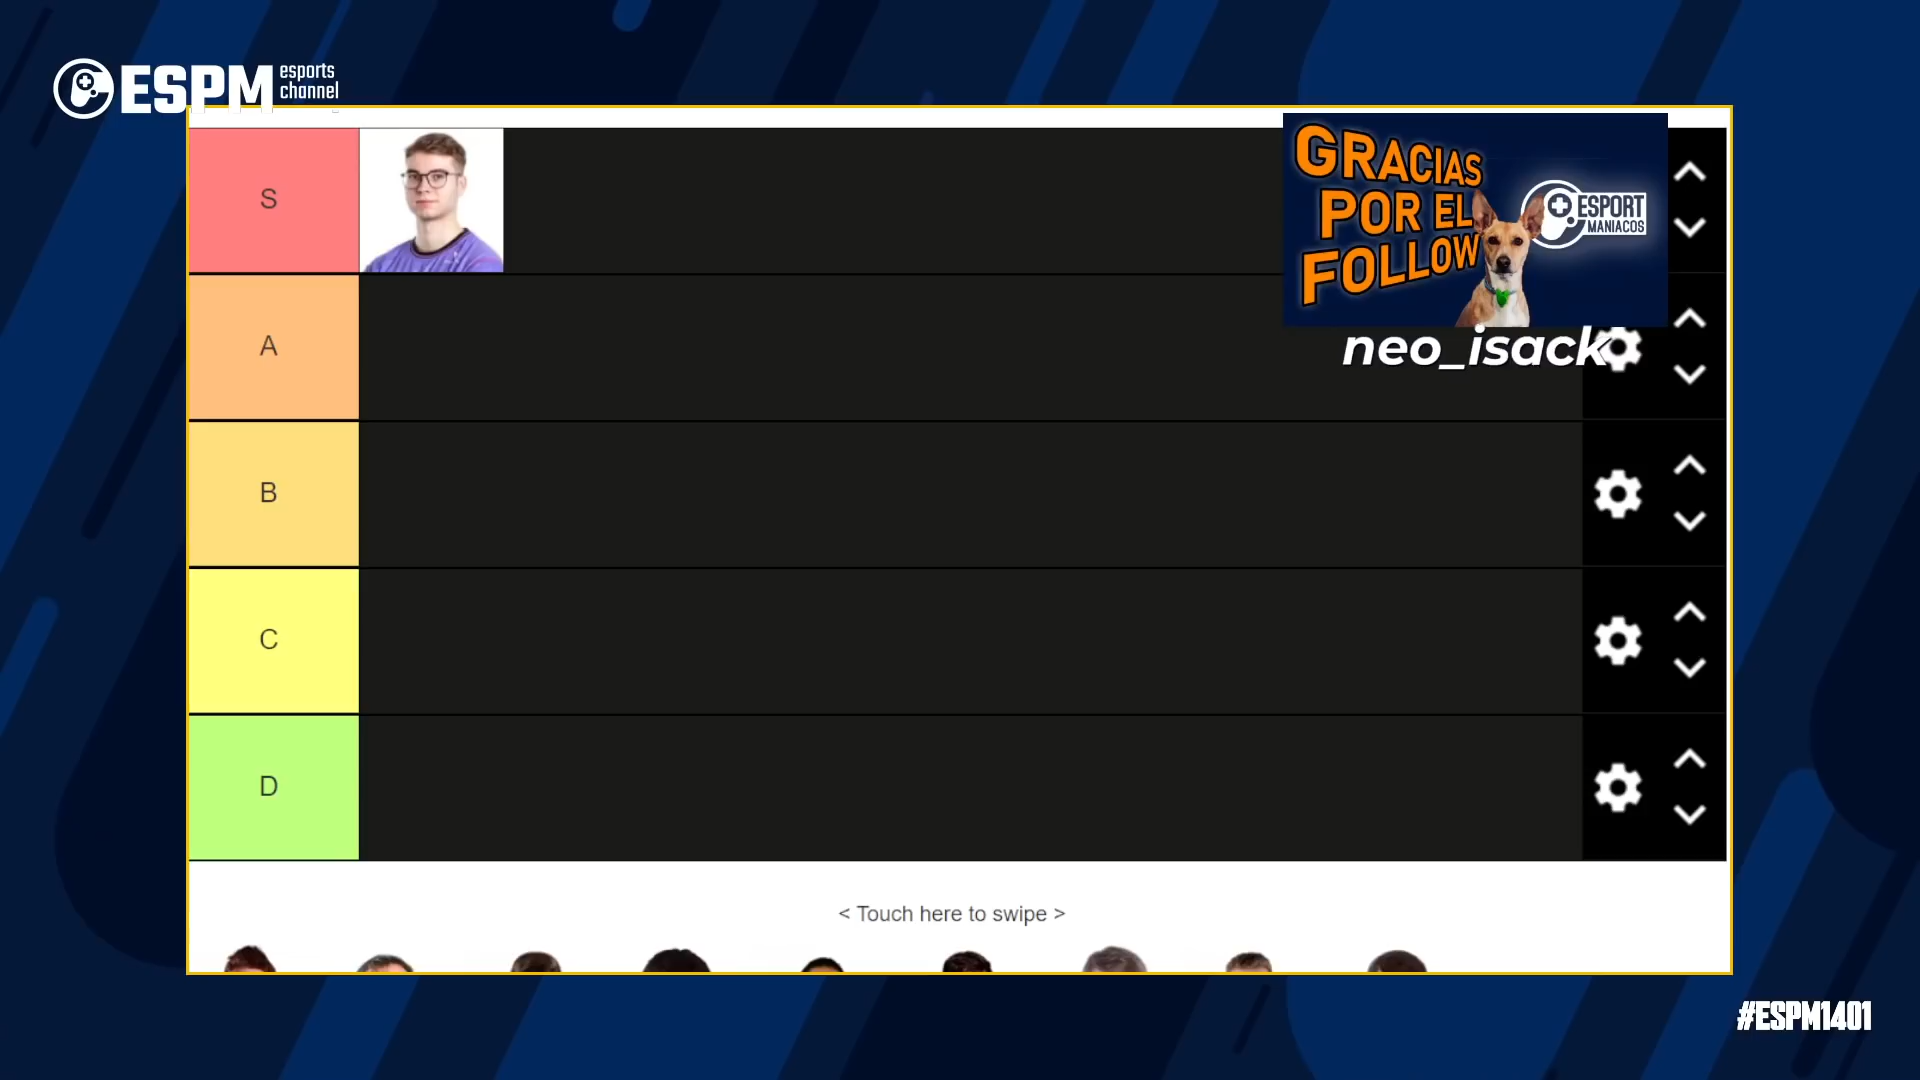 ESPM esports
channel
S
GRACIAS
POR EL
FOLLOW
ESPORT
MANIACOS
neo_isack
A
B
C
D
< Touch here to swipe >
#ESPM1401